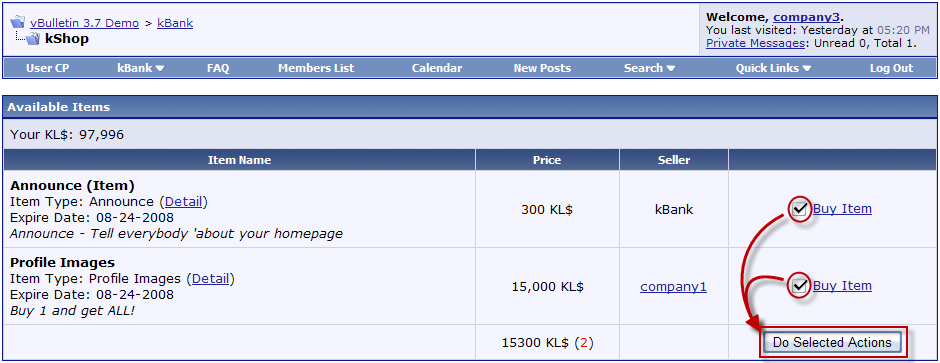 vBulletin 3.7 Demo > kBank
kShop
Welcome, company3.
You last visited: Yesterday at 05:20 PM
Private Messages: Unread 0, Total 1.
User CP kBank FAQ Members List Calendar New Posts Search Quick Links Log Out
Available Items
Your KL$: 97,996
Item Name Price Seller
Announce (Item)
Item Type: Announce (Detail)
Expire Date: 08-24-2008
Announce - Tell everybody 'about your homepage
300 KL$ kBank Buy Item
Profile Images
Item Type: Profile Images (Detail)
Expire Date: 08-24-2008
Buy 1 and get ALL!
15,000 KL$ company1 Buy Item
15300 KL$ (2) Do Selected Actions